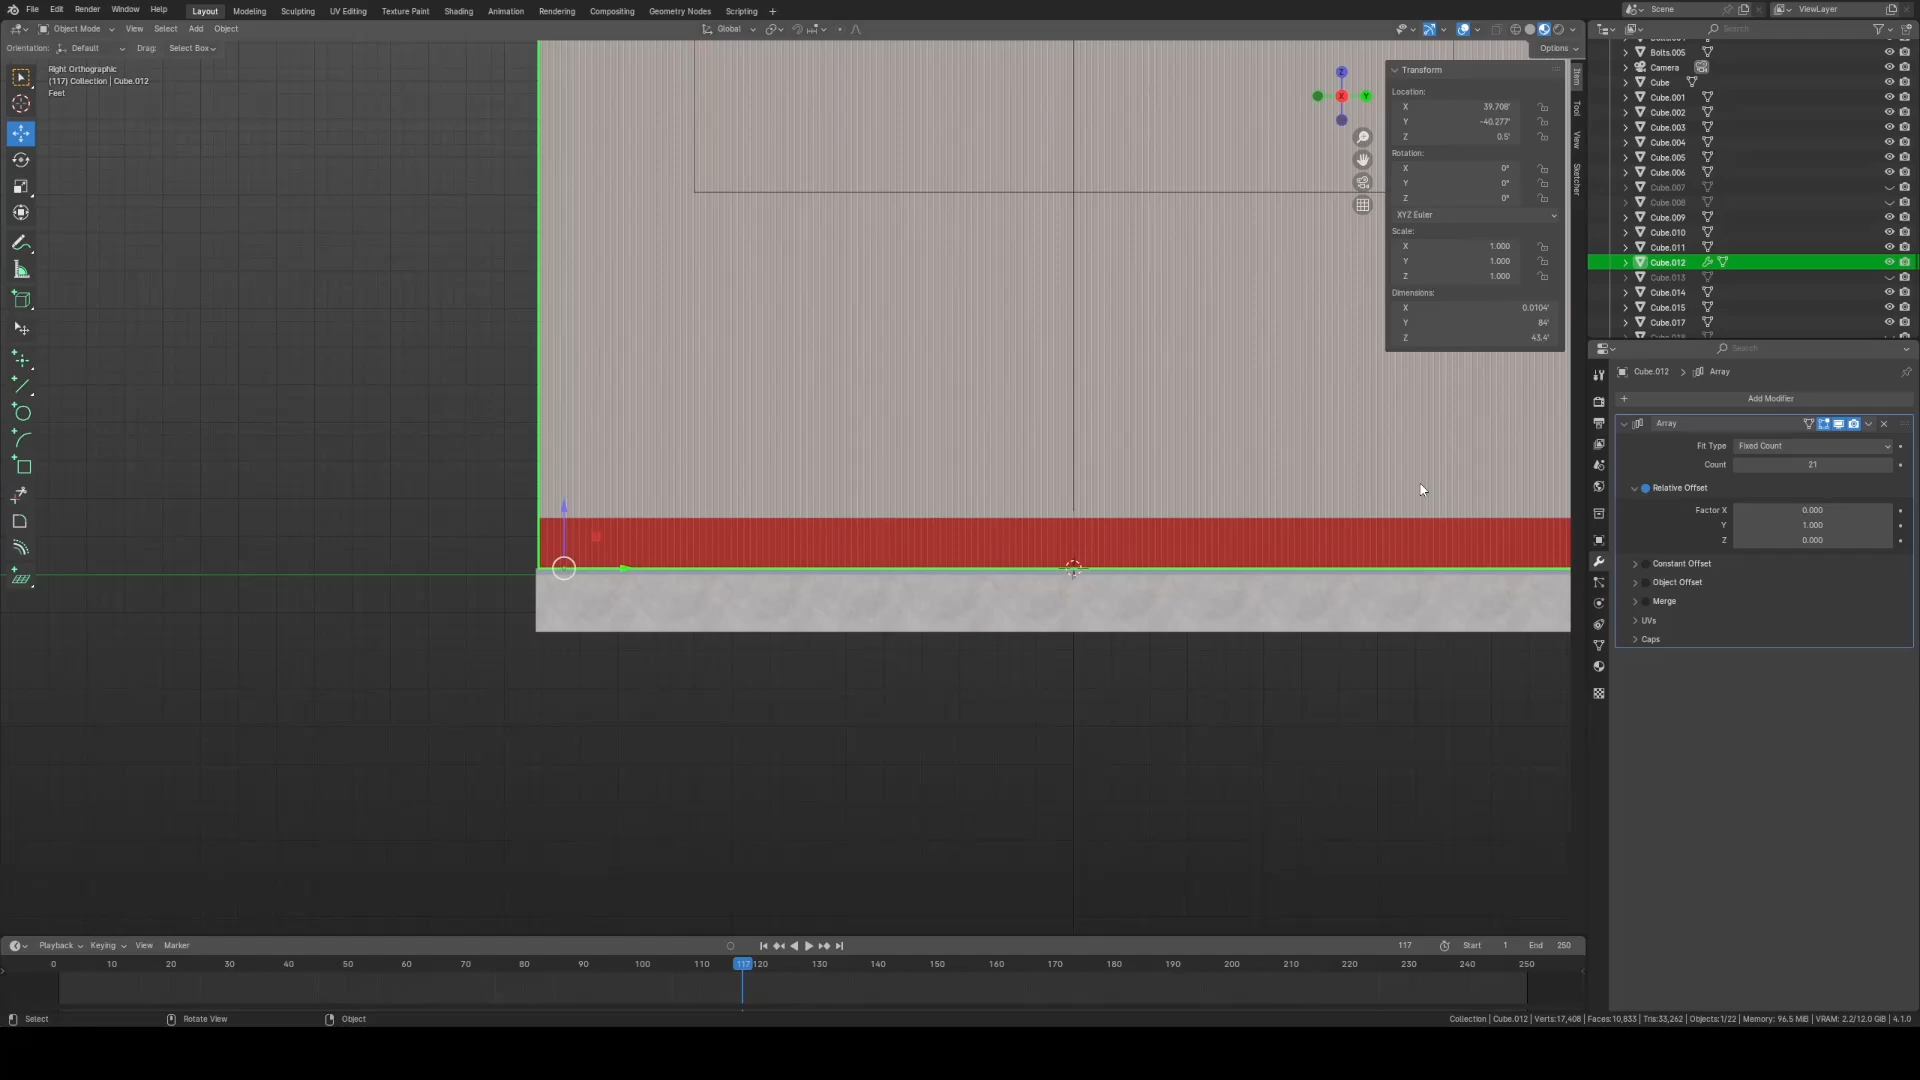 File Edit Render Window Help Layout Modeling Sculpting UV Editing Texture Paint Shading Animation Rendering Compositing Geometry Nodes Scripting + Scene ViewLayer
Object Mode View Select Add Object Global Search
Orientation: Default Drag: Select Box Options
Right Orthographic
(117) Collection | Cube.012
Feet
Z
X
Y
Transform
Location:
X 39.708'
Y -40.277'
Z 0.5'
Rotation:
X 0°
Y 0°
Z 0°
XYZ Euler
Scale:
X 1.000
Y 1.000
Z 1.000
Dimensions:
X 0.0104'
Y 84'
Z 43.4'
Item
Tool
View
Sketcher
Bolts.005
Camera
Cube
Cube.001
Cube.002
Cube.003
Cube.004
Cube.005
Cube.006
Cube.007
Cube.008
Cube.009
Cube.010
Cube.011
Cube.012
Cube.013
Cube.014
Cube.015
Cube.017
Search
Cube.012 > Array
+ Add Modifier
Array
Fit Type Fixed Count
Count 21
Relative Offset
Factor X 0.000
Y 1.000
Z 0.000
Constant Offset
Object Offset
Merge
UVs
Caps
Playback Keying View Marker 117 Start 1 End 250
0 10 20 30 40 50 60 70 80 90 100 110 117 120 130 140 150 160 170 180 190 200 210 220 230 240 250
Select Rotate View Object Collection | Cube.012 | Verts:17,408 | Faces:10,833 | Tris:33,262 | Objects:1/22 | Memory: 96.5 MiB | VRAM: 2.2/12.0 GiB | 4.1.0